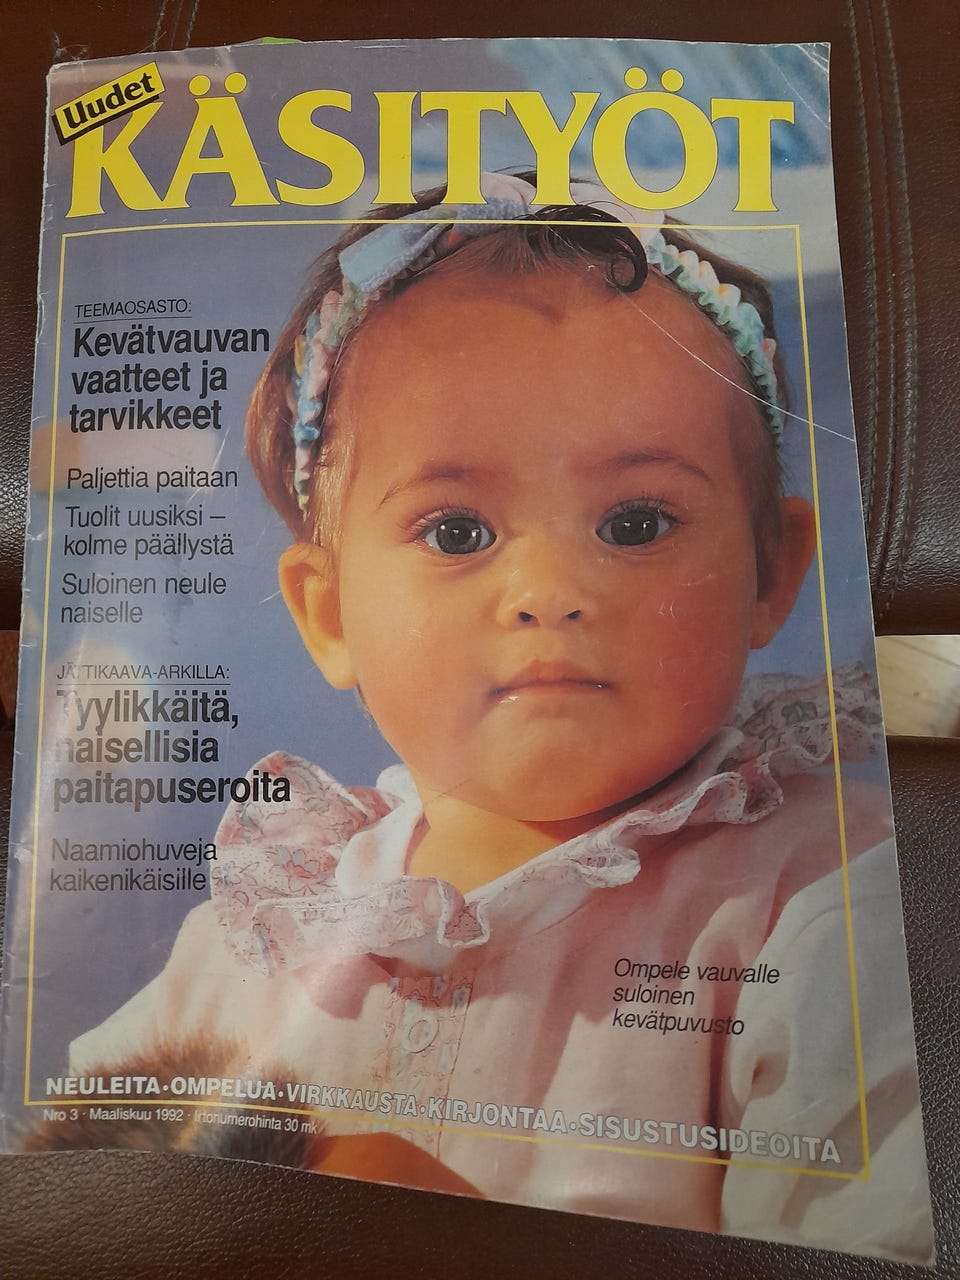 Uudet
KÄSITYÖT
TEEMAOSASTO:
Kevätvauvan
vaatteet ja
tarvikkeet
Paljettia paitaan
Tuolit uusiksi –
kolme päällystä
Suloinen neule
naiselle
JÄTTIKAAVA-ARKILLA:
Tyylikkäitä,
naisellisia
paitapuseroita
Naamiohuveja
kaikenikäisille
Ompele vauvalle
suloinen
kevätpuvusto
NEULEITA·OMPELUA·VIRKKAUSTA·KIRJONTAA·SISUSTUSIDEOITA
Nro 3 · Maaliskuu 1992 · Irtonumerohinta 30 mk